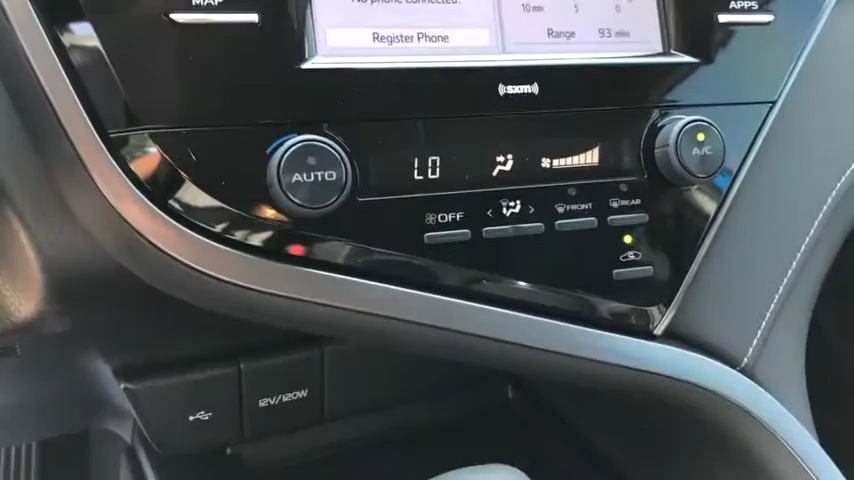 MAP
No phone connected.
Register Phone
10 min 5 0
Range 93 miles
APPS
sxm
AUTO
LO
A/C
OFF
FRONT
REAR
12V/120W